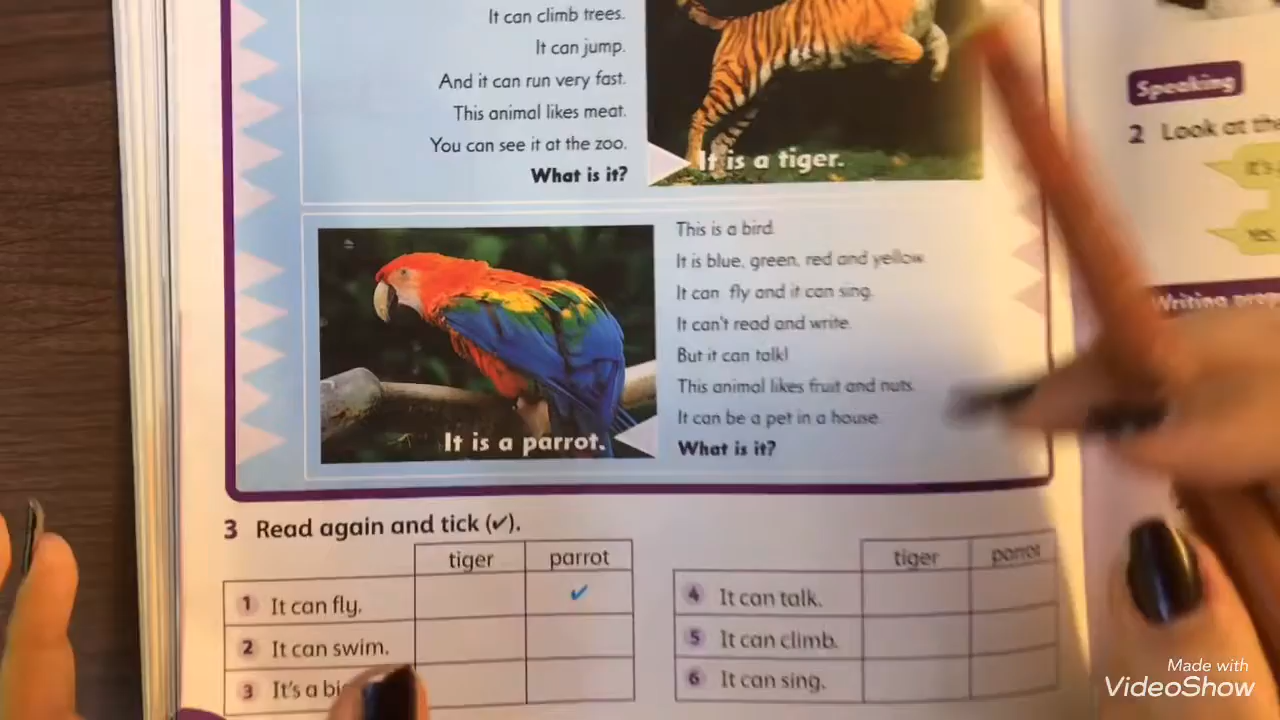 It can climb trees.
It can jump.
And it can run very fast.
This animal likes meat.
You can see it at the zoo.
What is it?
It is a tiger.
This is a bird.
It is blue, green, red and yellow.
It can fly and it can sing.
It can't read and write.
But it can talk!
This animal likes fruit and nuts.
It can be a pet in a house.
What is it?
It is a parrot.
3 Read again and tick (✓).
tiger parrot
1 It can fly. ✓
2 It can swim.
3 It's a
tiger parrot
4 It can talk.
5 It can climb.
6 It can sing.
Speaking
2 Look at
It's
Yes,
Writing
Made with
VideoShow